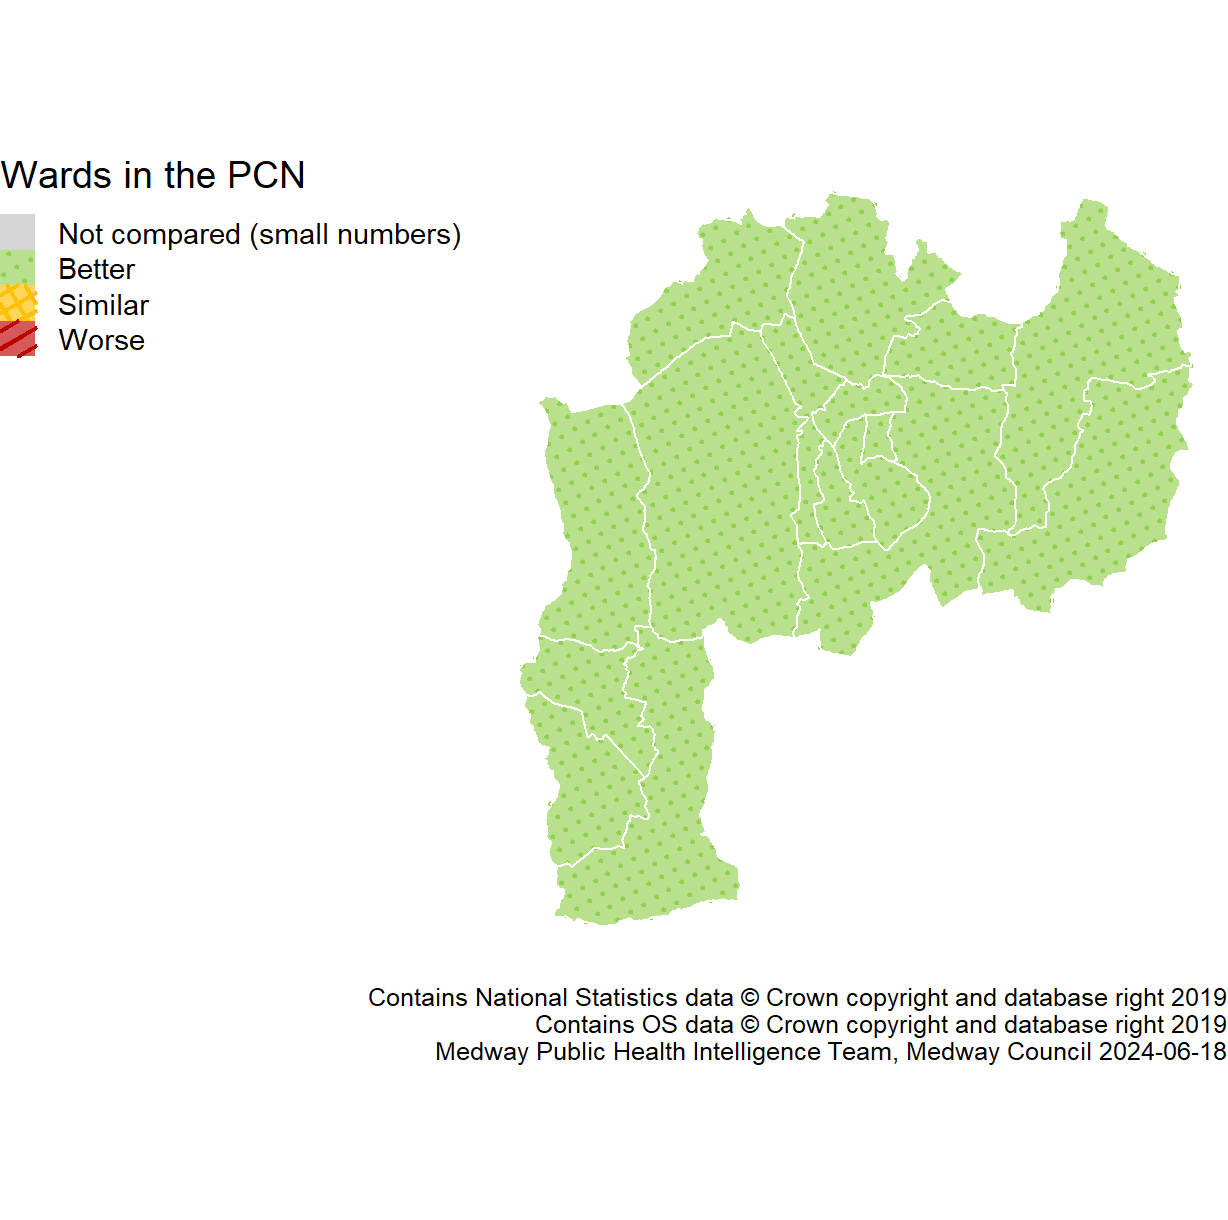 Wards in the PCN
Not compared (small numbers)
Better
Similar
Worse
Contains National Statistics data © Crown copyright and database right 2019
Contains OS data © Crown copyright and database right 2019
Medway Public Health Intelligence Team, Medway Council 2024-06-18